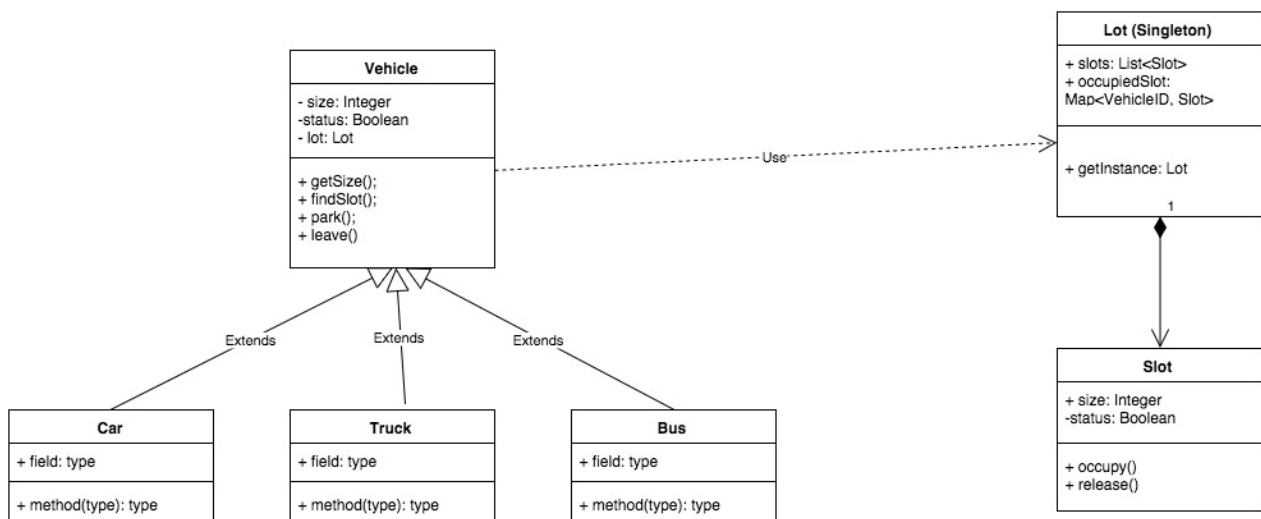 Vehicle
- size: Integer
-status: Boolean
- lot: Lot
+ getSize();
+ findSlot();
+ park();
+ leave()
Use
Lot (Singleton)
+ slots: List<Slot>
+ occupiedSlot:
Map<VehicleID, Slot>
+ getInstance: Lot
1
Extends
Extends
Extends
Car
+ field: type
+ method(type): type
Truck
+ field: type
+ method(type): type
Bus
+ field: type
+ method(type): type
Slot
+ size: Integer
-status: Boolean
+ occupy()
+ release()